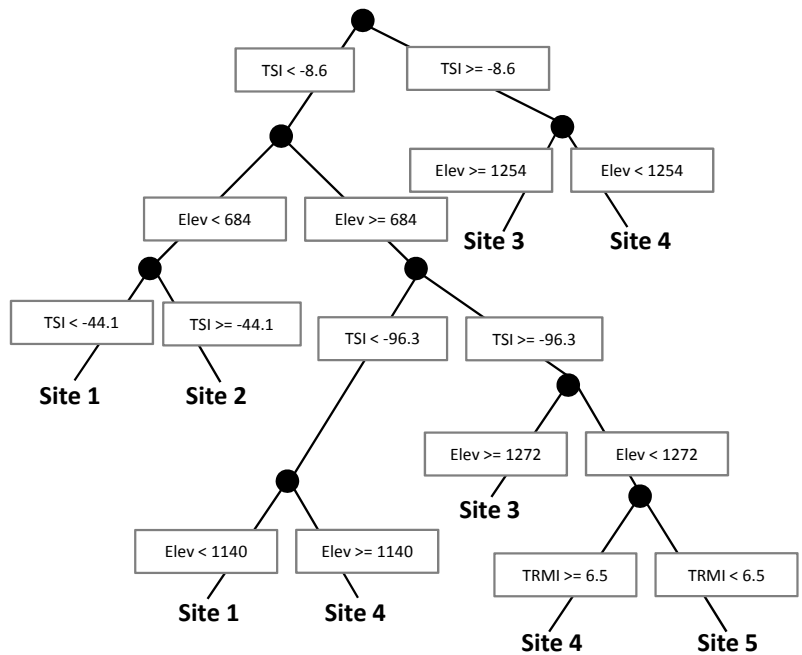 TSI < -8.6
TSI >= -8.6
Elev >= 1254
Elev < 1254
Elev < 684
Elev >= 684
Site 3
Site 4
TSI < -44.1
TSI >= -44.1
TSI < -96.3
TSI >= -96.3
Site 1
Site 2
Elev >= 1272
Elev < 1272
Site 3
Elev < 1140
Elev >= 1140
TRMI >= 6.5
TRMI < 6.5
Site 1
Site 4
Site 4
Site 5